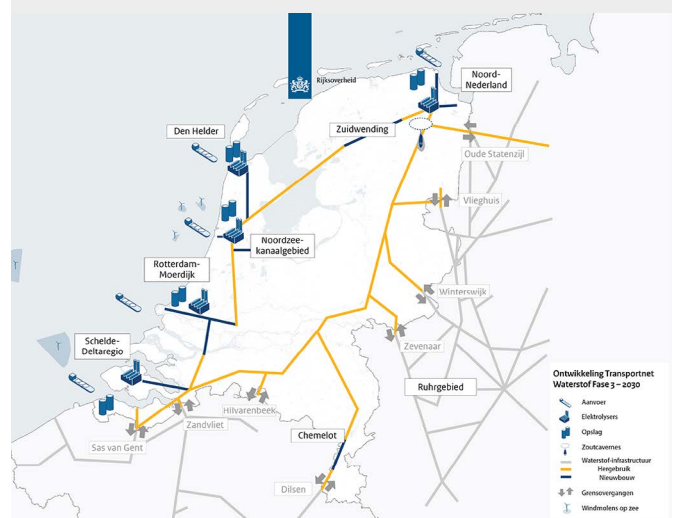 Rijksoverheid
Noord-
Nederland
Den Helder
Zuidwending
Oude Statenzijl
Vlieghuis
Noordzee-
kanaalgebied
Rotterdam-
Moerdijk
Winterswijk
Schelde-
Deltaregio
Zevenaar
Ruhrgebied
Hilvarenbeek
Zandvliet
Sas van Gent
Chemelot
Dilsen
Ontwikkeling Transportnet
Waterstof Fase 3 – 2030
Aanvoer
Elektrolysers
Opslag
Zoutcavernes
Waterstof-infrastructuur
Hergebruik
Nieuwbouw
Grensovergangen
Windmolens op zee